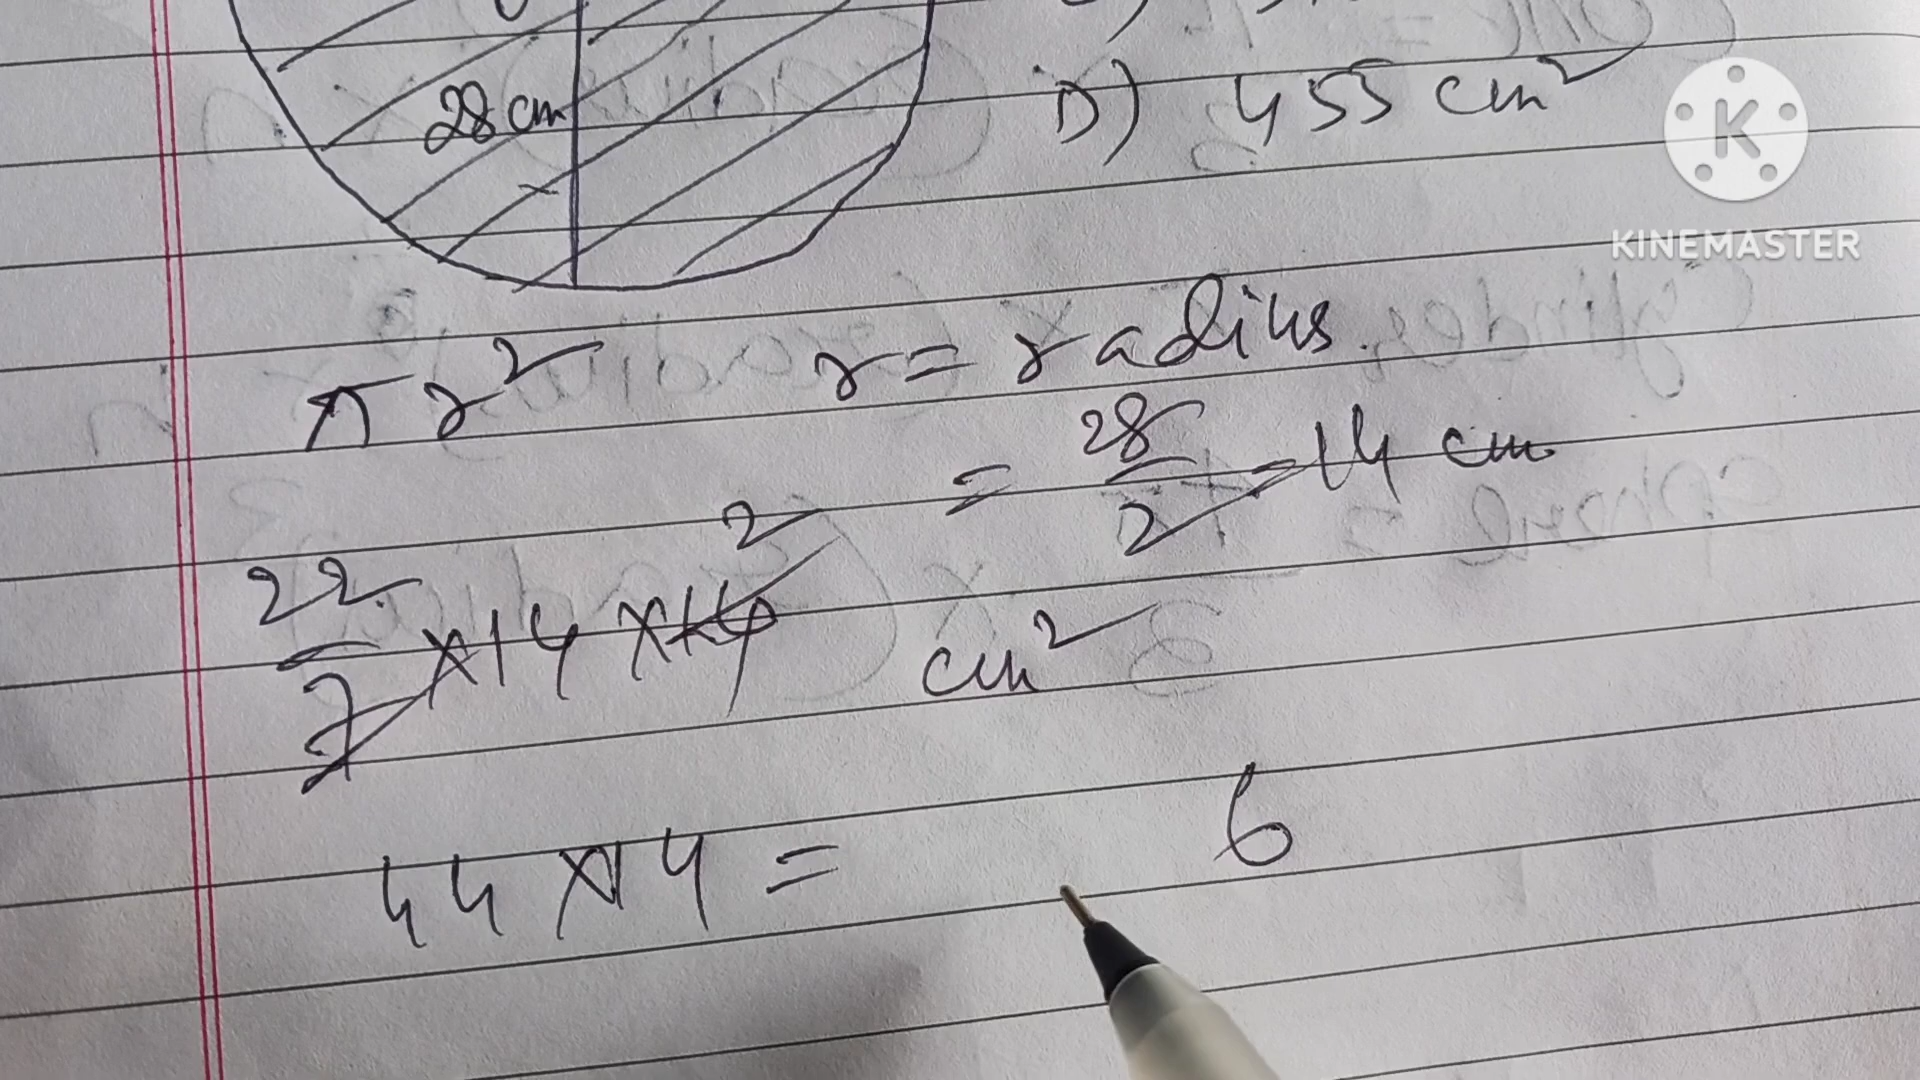 28 cm
D) 455 cm²
K
KINEMASTER
πr² r = radius.
= 28/2 = 14 cm
22/7 ×14 ×14 2 cm²
44 ×14 = 6